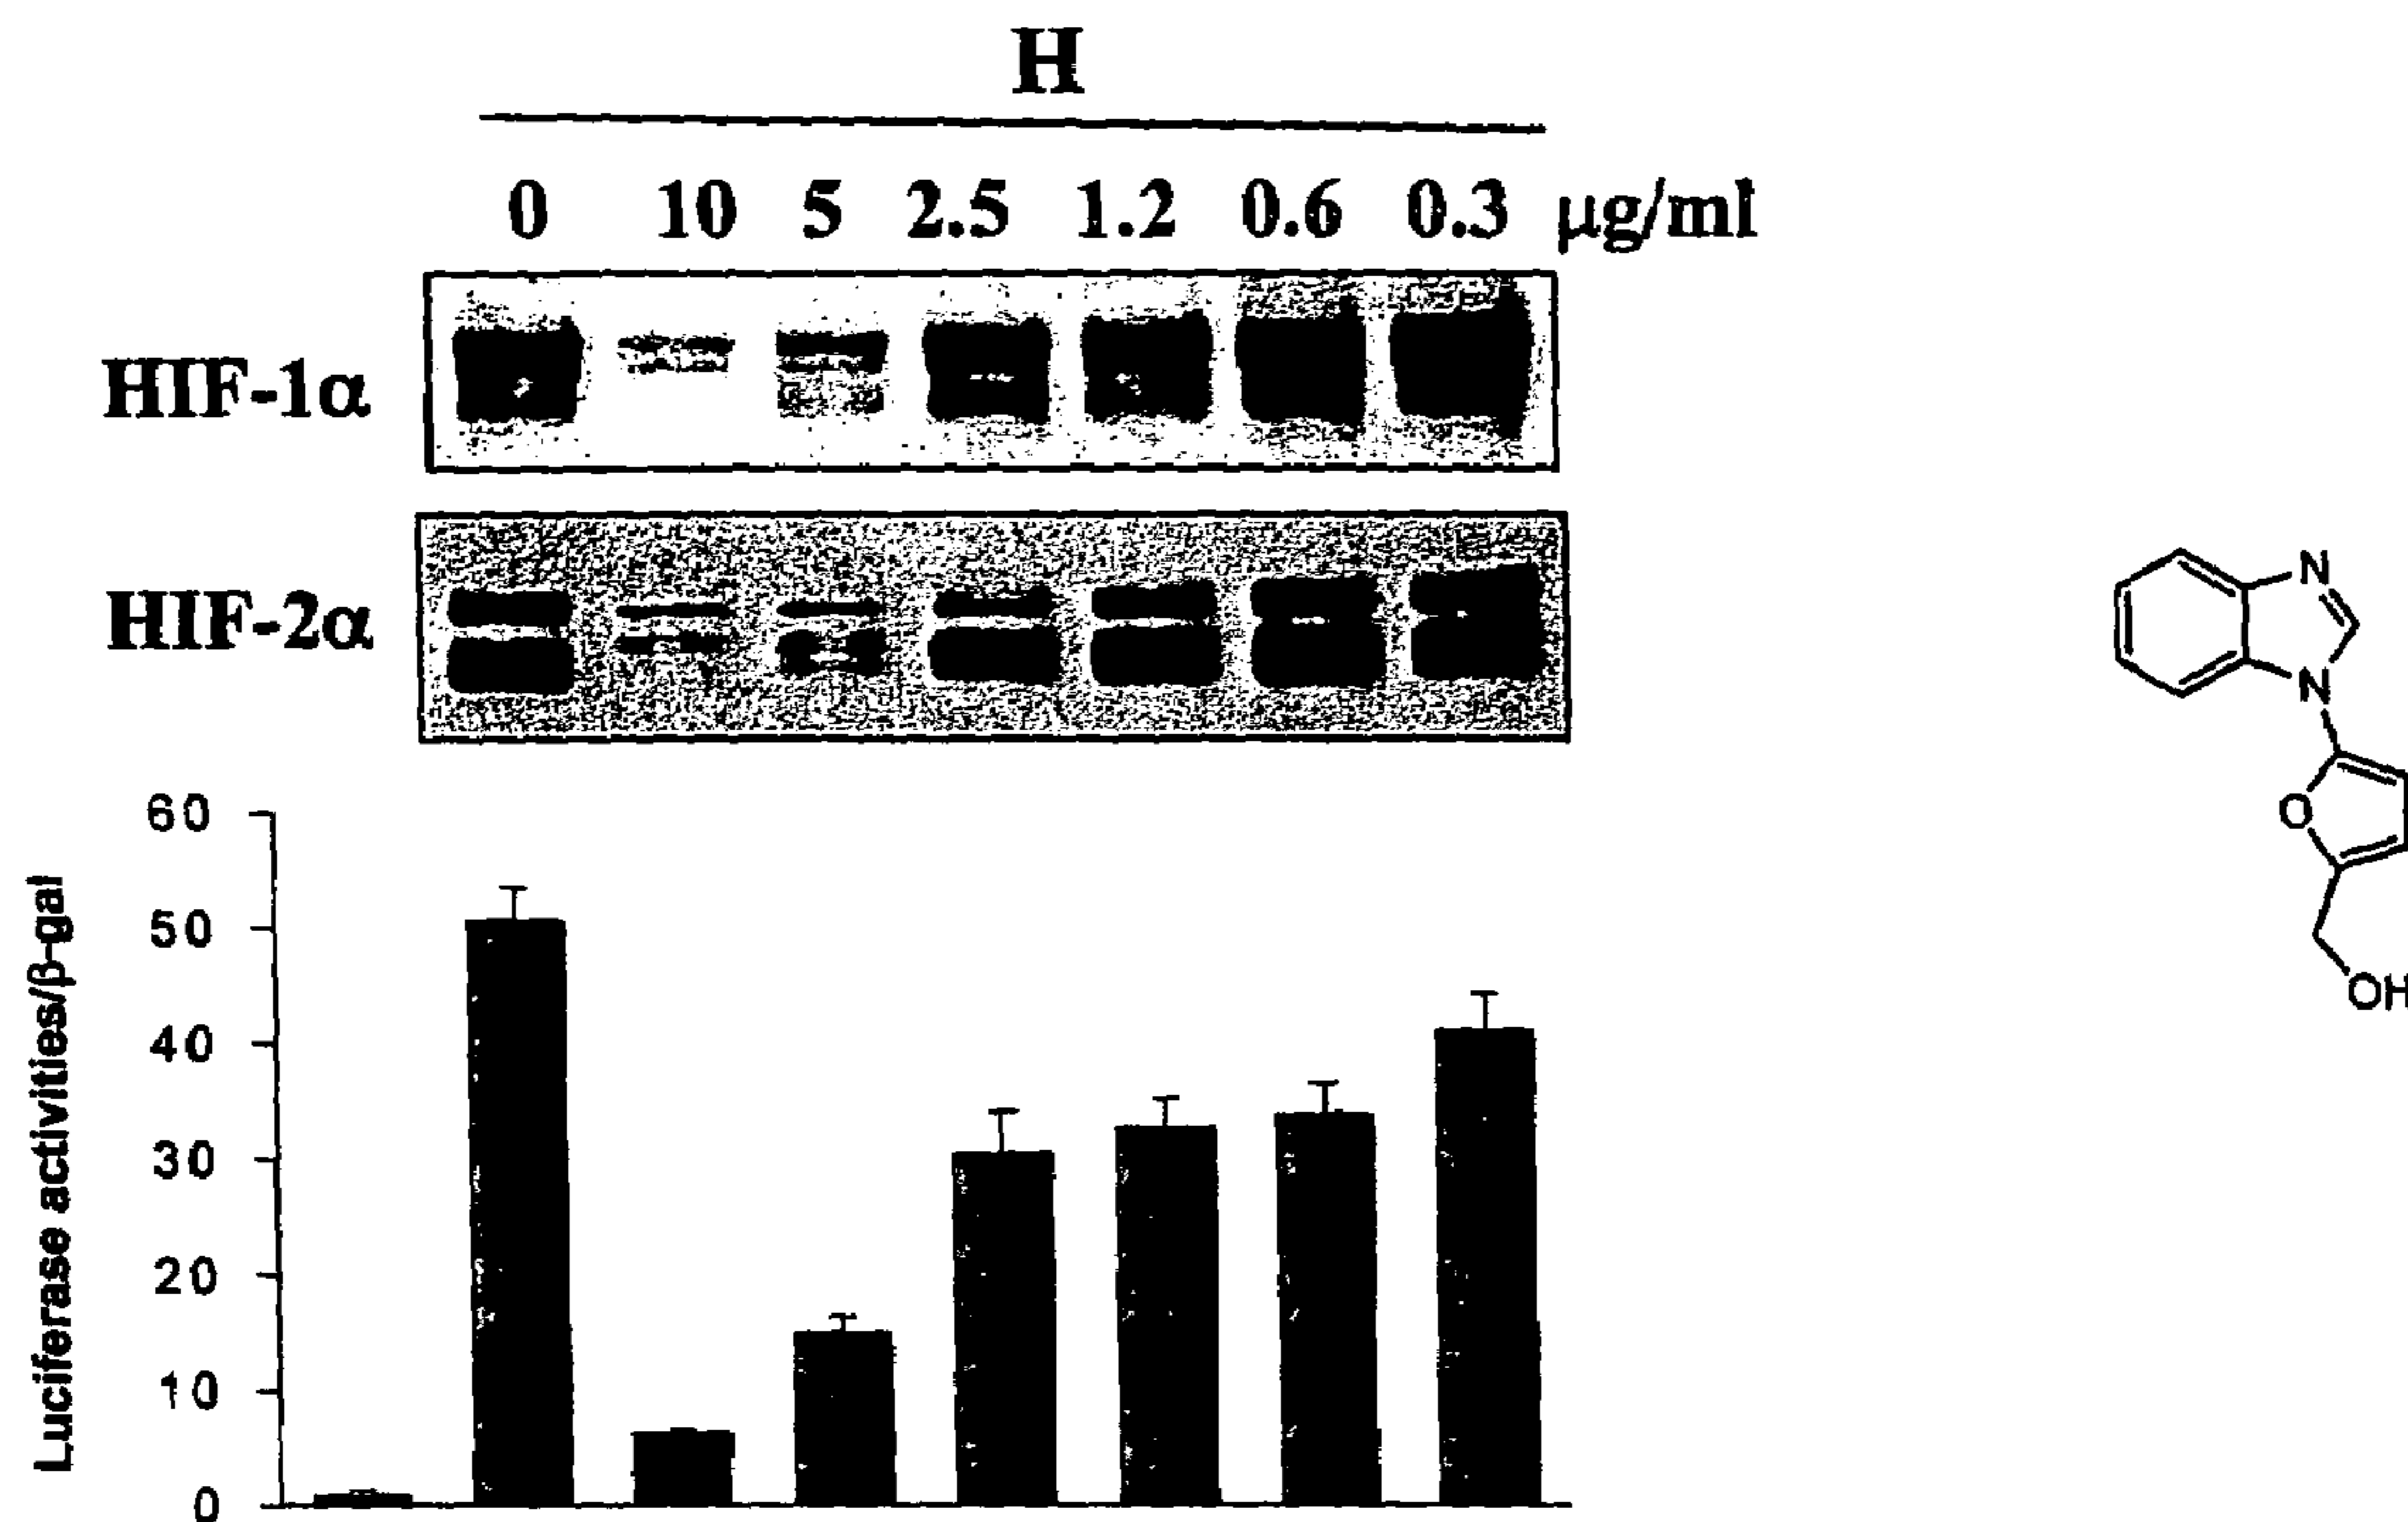 H
0 10 5 2.5 1.2 0.6 0.3 µg/ml
HIF-1α
HIF-2α
60
50
40
30
20
10
0
Luciferase activities/β-gal
N
N
O
OH